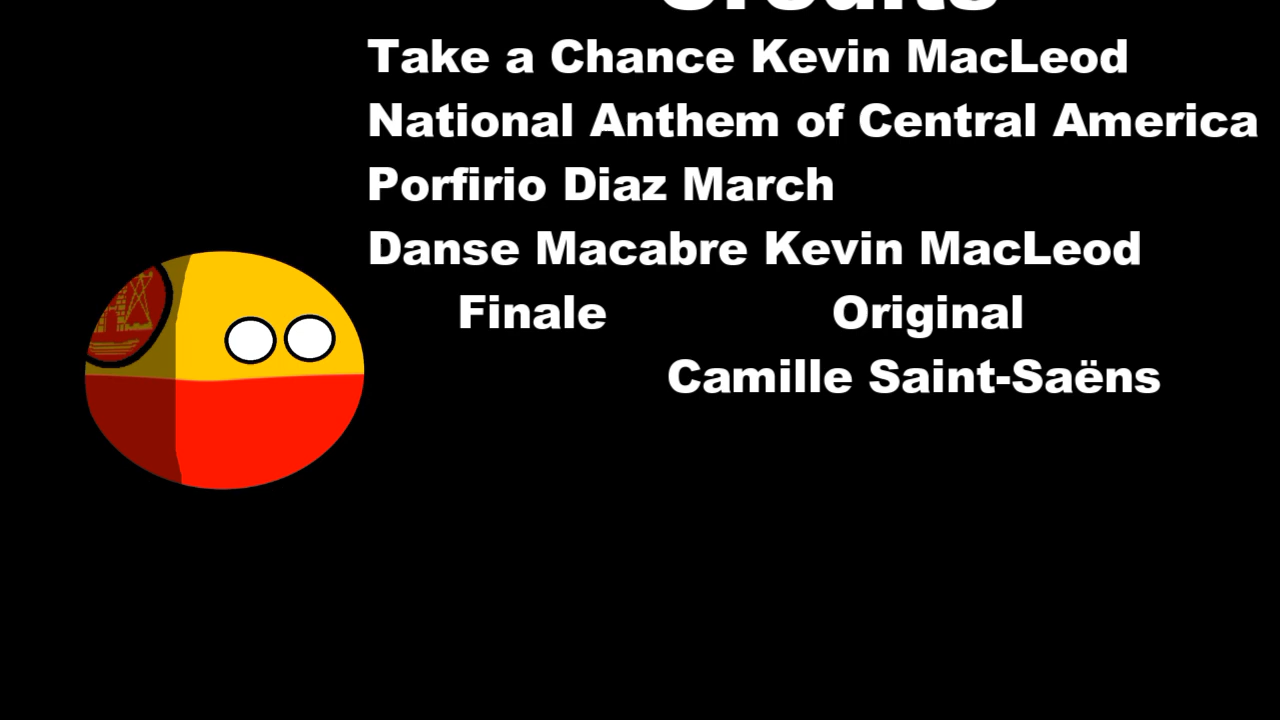 Credits
Take a Chance Kevin MacLeod
National Anthem of Central America
Porfirio Diaz March
Danse Macabre Kevin MacLeod
Finale Original
Camille Saint-Saëns